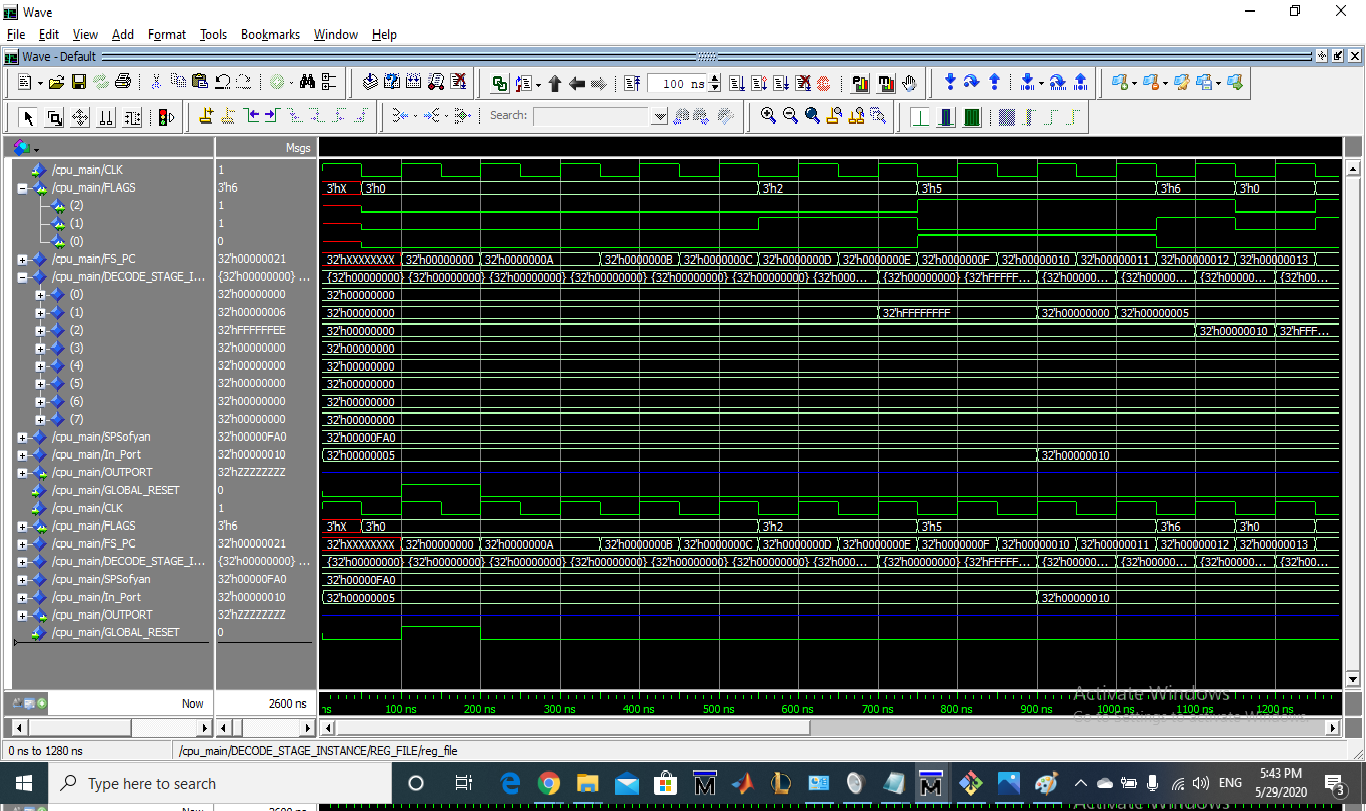 Wave
File Edit View Add Format Tools Bookmarks Window Help
Wave - Default
100 ns
Search:
Msgs
/cpu_main/CLK 1
/cpu_main/FLAGS 3'h6 3'hX 3'h0 3'h2 3'h5 3'h6 3'h0
(2) 1
(1) 1
(0) 0
/cpu_main/FS_PC 32'h00000021 32'hXXXXXXXX 32'h00000000 32'h0000000A 32'h0000000B 32'h0000000C 32'h0000000D 32'h0000000E 32'h0000000F 32'h00000010 32'h00000011 32'h00000012 32'h00000013
/cpu_main/DECODE_STAGE_I... {32'h00000000} ... {32'h00000000} {32'h00000000} {32'h00000000} {32'h00000000} {32'h00000000} {32'h00000000} {32'h000... {32'h00000000} {32'hFFFFF... {32'h00000... {32'h00000... {32'h00000... {32'h00...
(0) 32'h00000000 32'h00000000
(1) 32'h00000006 32'h00000000 32'hFFFFFFFF 32'h00000000 32'h00000005
(2) 32'hFFFFFFEE 32'h00000000 32'h00000010 32'hFFF...
(3) 32'h00000000 32'h00000000
(4) 32'h00000000 32'h00000000
(5) 32'h00000000 32'h00000000
(6) 32'h00000000 32'h00000000
(7) 32'h00000000 32'h00000000
/cpu_main/SPSofyan 32'h00000FA0 32'h00000FA0
/cpu_main/In_Port 32'h00000010 32'h00000005 32'h00000010
/cpu_main/OUTPORT 32'hZZZZZZZZ
/cpu_main/GLOBAL_RESET 0
/cpu_main/CLK 1
/cpu_main/FLAGS 3'h6 3'hX 3'h0 3'h2 3'h5 3'h6 3'h0
/cpu_main/FS_PC 32'h00000021 32'hXXXXXXXX 32'h00000000 32'h0000000A 32'h0000000B 32'h0000000C 32'h0000000D 32'h0000000E 32'h0000000F 32'h00000010 32'h00000011 32'h00000012 32'h00000013
/cpu_main/DECODE_STAGE_I... {32'h00000000} ... {32'h00000000} {32'h00000000} {32'h00000000} {32'h00000000} {32'h00000000} {32'h00000000} {32'h000... {32'h00000000} {32'hFFFFF... {32'h00000... {32'h00000... {32'h00000... {32'h00...
/cpu_main/SPSofyan 32'h00000FA0 32'h00000FA0
/cpu_main/In_Port 32'h00000010 32'h00000005 32'h00000010
/cpu_main/OUTPORT 32'hZZZZZZZZ
/cpu_main/GLOBAL_RESET 0
Activate Windows
Now 2600 ns ns 100 ns 200 ns 300 ns 400 ns 500 ns 600 ns 700 ns 800 ns 900 ns 1000 ns 1100 ns 1200 ns
Go to Settings to activate Windows.
0 ns to 1280 ns /cpu_main/DECODE_STAGE_INSTANCE/REG_FILE/reg_file
Type here to search ENG 5:43 PM
5/29/2020 3